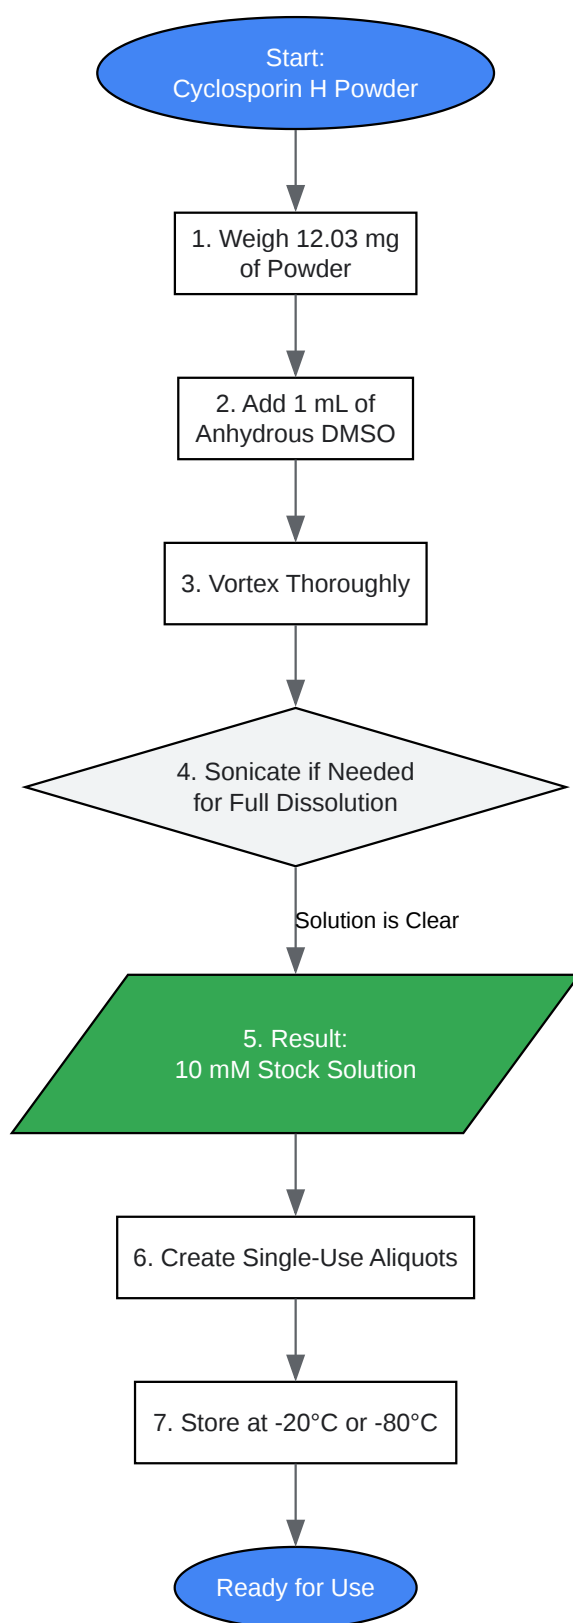 Start:
Cyclosporin H Powder
1. Weigh 12.03 mg
of Powder
2. Add 1 mL of
Anhydrous DMSO
3. Vortex Thoroughly
4. Sonicate if Needed
for Full Dissolution
Solution is Clear
5. Result:
10 mM Stock Solution
6. Create Single-Use Aliquots
7. Store at -20°C or -80°C
Ready for Use